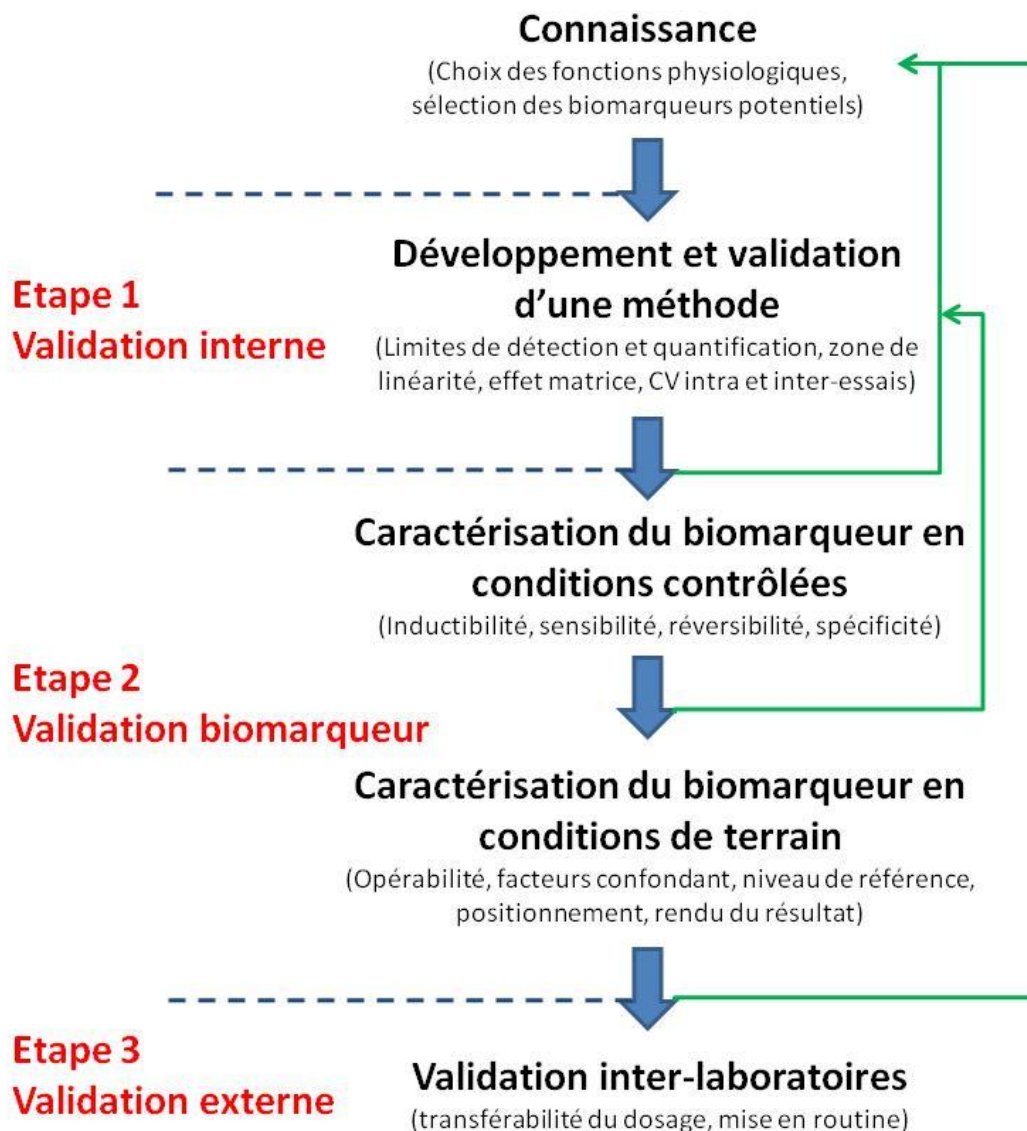 Connaissance
(Choix des fonctions physiologiques,
sélection des biomarqueurs potentiels)
Développement et validation
d’une méthode
(Limites de détection et quantification, zone de
linéarité, effet matrice, CV intra et inter-essais)
Etape 1
Validation interne
Caractérisation du biomarqueur en
conditions contrôlées
(Inductibilité, sensibilité, réversibilité, spécificité)
Etape 2
Validation biomarqueur
Caractérisation du biomarqueur en
conditions de terrain
(Opérabilité, facteurs confondant, niveau de référence,
positionnement, rendu du résultat)
Etape 3
Validation externe
Validation inter-laboratoires
(transférabilité du dosage, mise en routine)